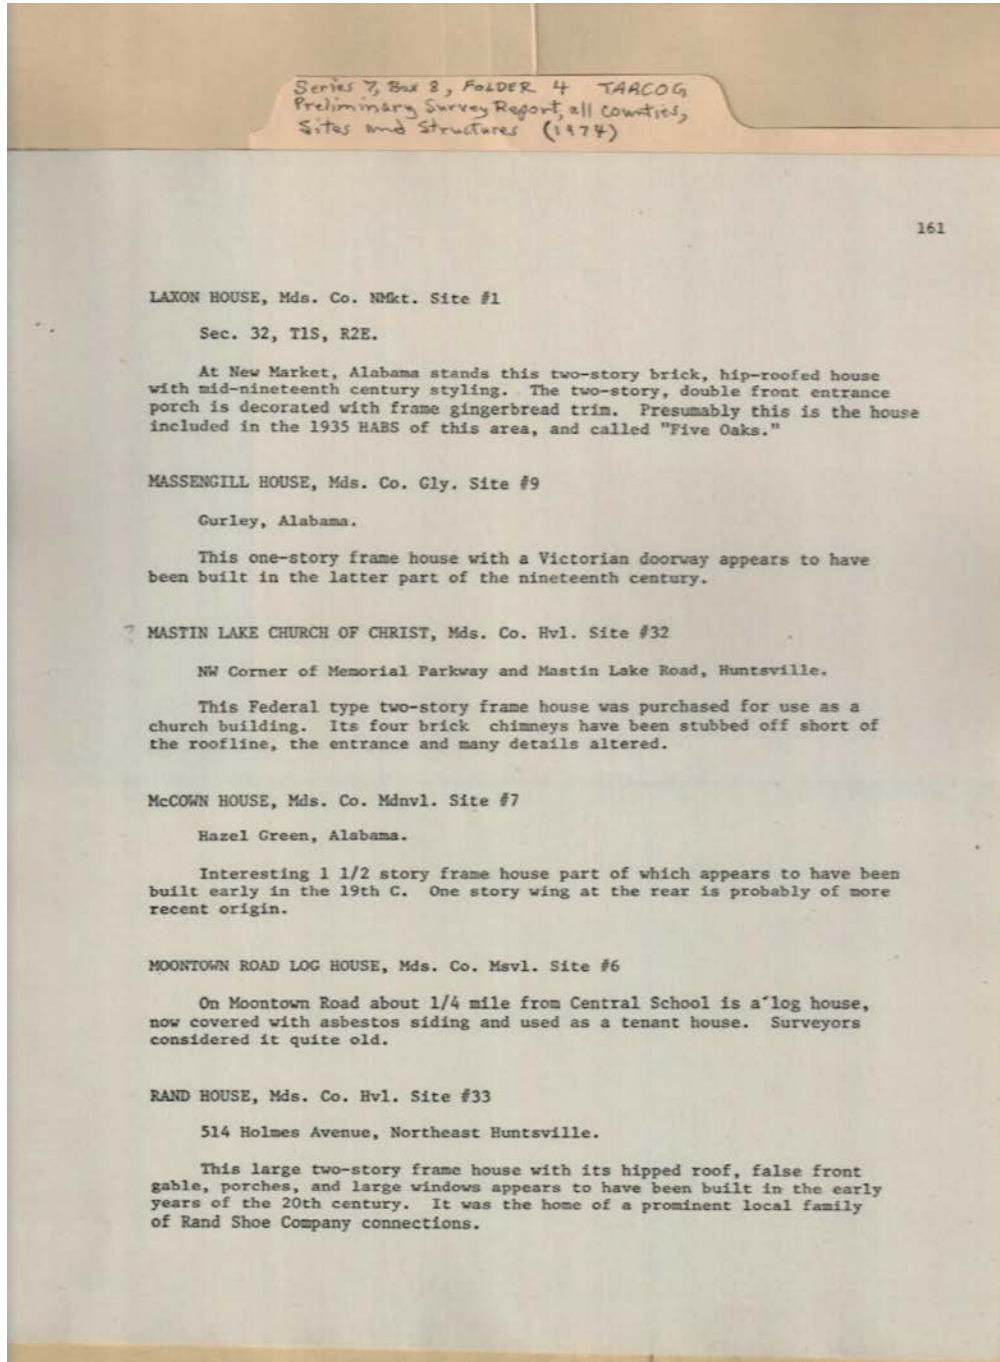 Series 7, Box 8, FOLDER 4 TARCOG
Preliminary Survey Report, all counties,
Sites and Structures (1974)
161
LAXON HOUSE, Mds. Co. NMkt. Site #1
Sec. 32, T1S, R2E.
At New Market, Alabama stands this two-story brick, hip-roofed house
with mid-nineteenth century styling. The two-story, double front entrance
porch is decorated with frame gingerbread trim. Presumably this is the house
included in the 1935 HABS of this area, and called "Five Oaks."
MASSENGILL HOUSE, Mds. Co. Gly. Site #9
Gurley, Alabama.
This one-story frame house with a Victorian doorway appears to have
been built in the latter part of the nineteenth century.
? MASTIN LAKE CHURCH OF CHRIST, Mds. Co. Hvl. Site #32
NW Corner of Memorial Parkway and Mastin Lake Road, Huntsville.
This Federal type two-story frame house was purchased for use as a
church building. Its four brick chimneys have been stubbed off short of
the roofline, the entrance and many details altered.
McCOWN HOUSE, Mds. Co. Mdnvl. Site #7
Hazel Green, Alabama.
Interesting 1 1/2 story frame house part of which appears to have been
built early in the 19th C. One story wing at the rear is probably of more
recent origin.
MOONTOWN ROAD LOG HOUSE, Mds. Co. Msvl. Site #6
On Moontown Road about 1/4 mile from Central School is a log house,
now covered with asbestos siding and used as a tenant house. Surveyors
considered it quite old.
RAND HOUSE, Mds. Co. Hvl. Site #33
514 Holmes Avenue, Northeast Huntsville.
This large two-story frame house with its hipped roof, false front
gable, porches, and large windows appears to have been built in the early
years of the 20th century. It was the home of a prominent local family
of Rand Shoe Company connections.